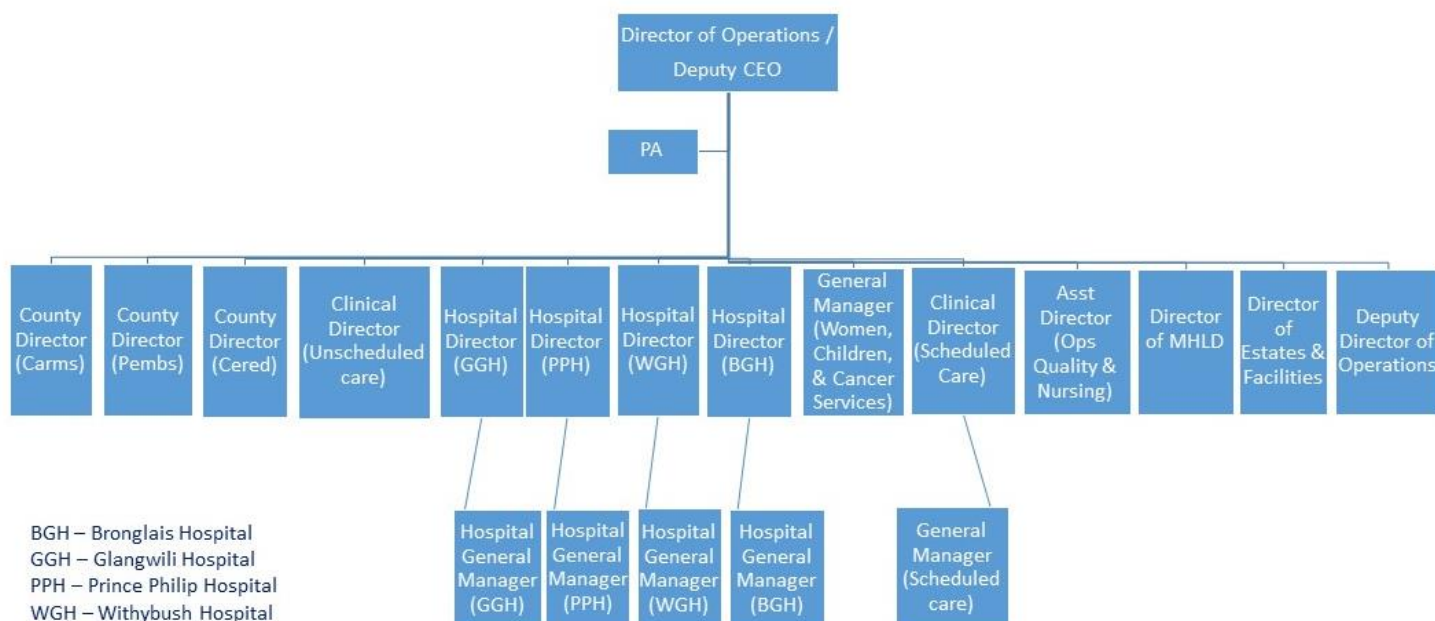 Director of Operations /
Deputy CEO
PA
County
Director
(Carms)
County
Director
(Pembs)
County
Director
(Cered)
Clinical
Director
(Unscheduled
care)
Hospital
Director
(GGH)
Hospital
Director
(PPH)
Hospital
Director
(WGH)
Hospital
Director
(BGH)
General
Manager
(Women,
Children,
& Cancer
Services)
Clinical
Director
(Scheduled
Care)
Asst
Director
(Ops
Quality &
Nursing)
Director
of MHLD
Director
of
Estates &
Facilities
Deputy
Director of
Operations
Hospital
General
Manager
(GGH)
Hospital
General
Manager
(PPH)
Hospital
General
Manager
(WGH)
Hospital
General
Manager
(BGH)
General
Manager
(Scheduled
care)
BGH – Bronglais Hospital
GGH – Glangwili Hospital
PPH – Prince Philip Hospital
WGH – Withybush Hospital